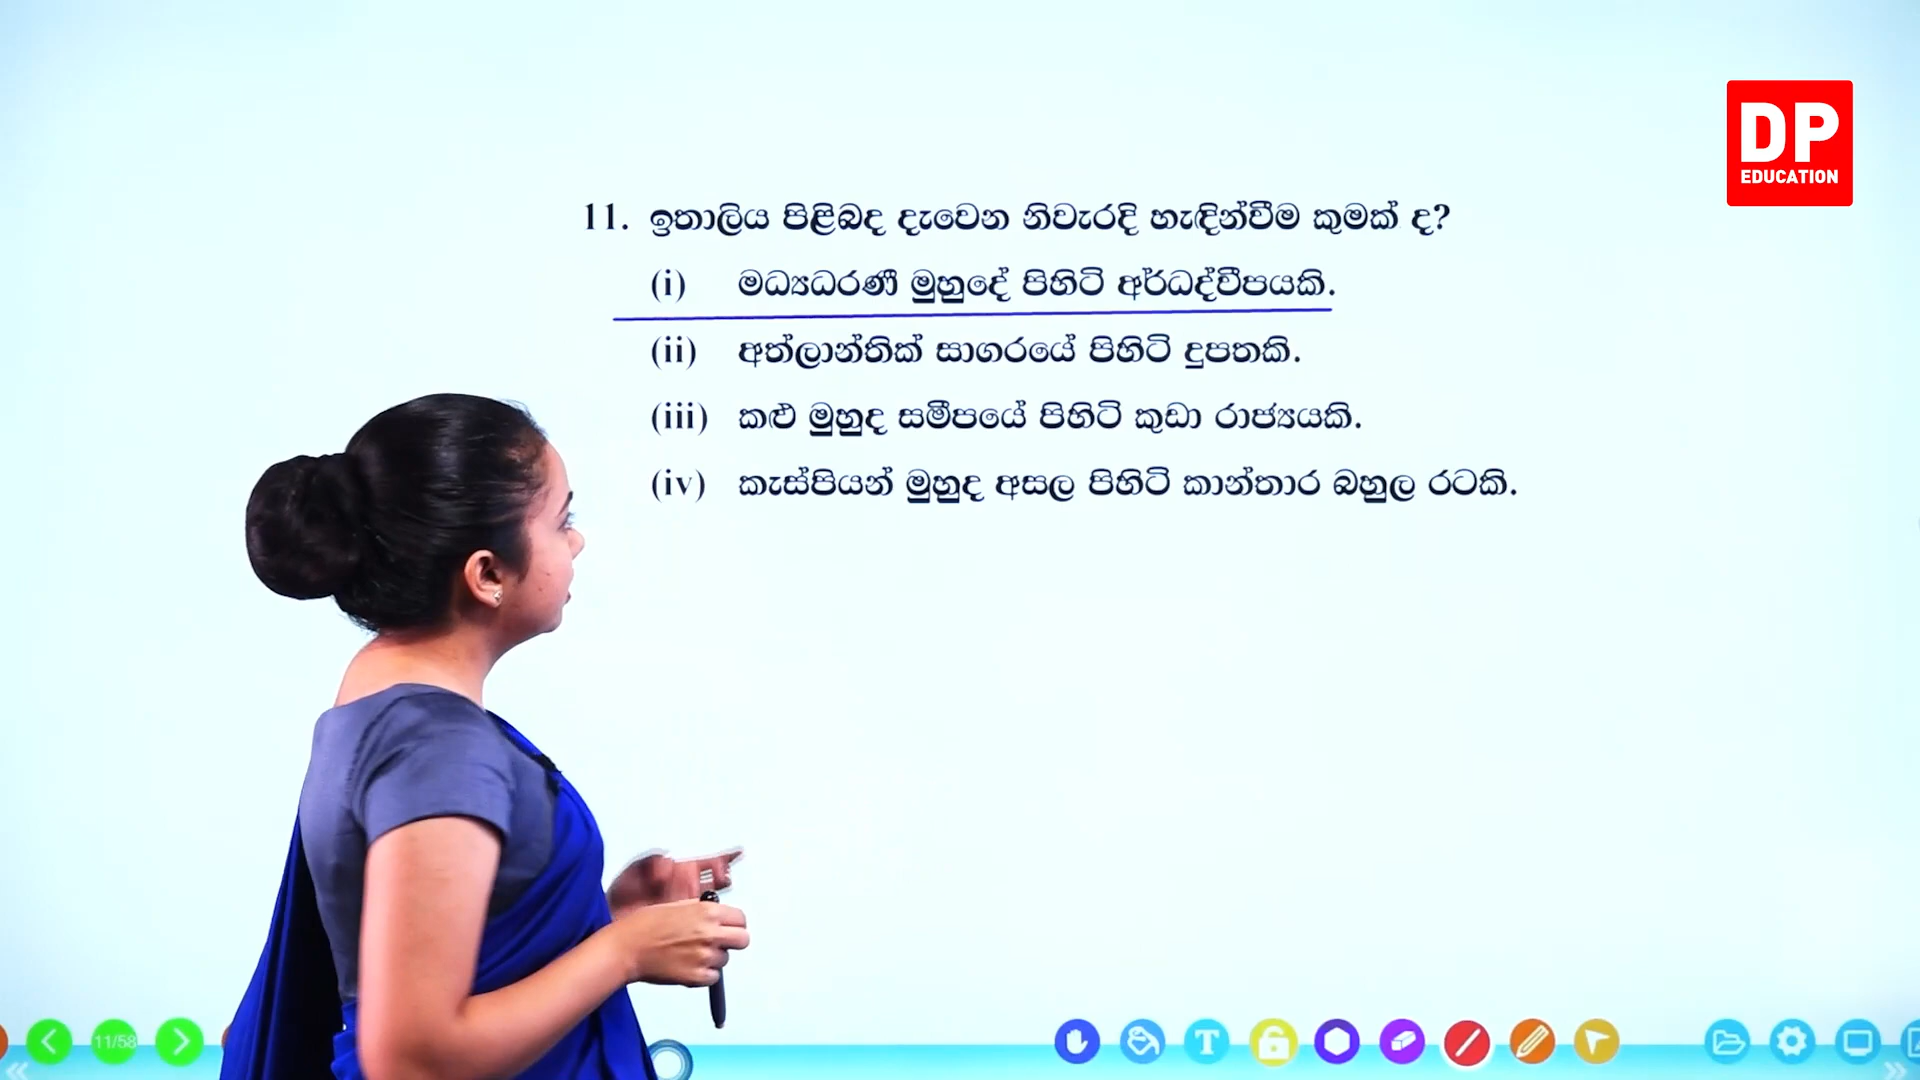 DP
EDUCATION
11. ඉතාලිය පිළිබද දැවෙන නිවැරදි හැඳින්වීම කුමක් ද?
(i) මධ්‍යධරණී මුහුදේ පිහිටි අර්ධද්වීපයකි.
(ii) අත්ලාන්තික් සාගරයේ පිහිටි දූපතකි.
(iii) කළු මුහුද සමීපයේ පිහිටි කුඩා රාජ්‍යයකි.
(iv) කැස්පියන් මුහුද අසල පිහිටි කාන්තාර බහුල රටකි.
11/58
T